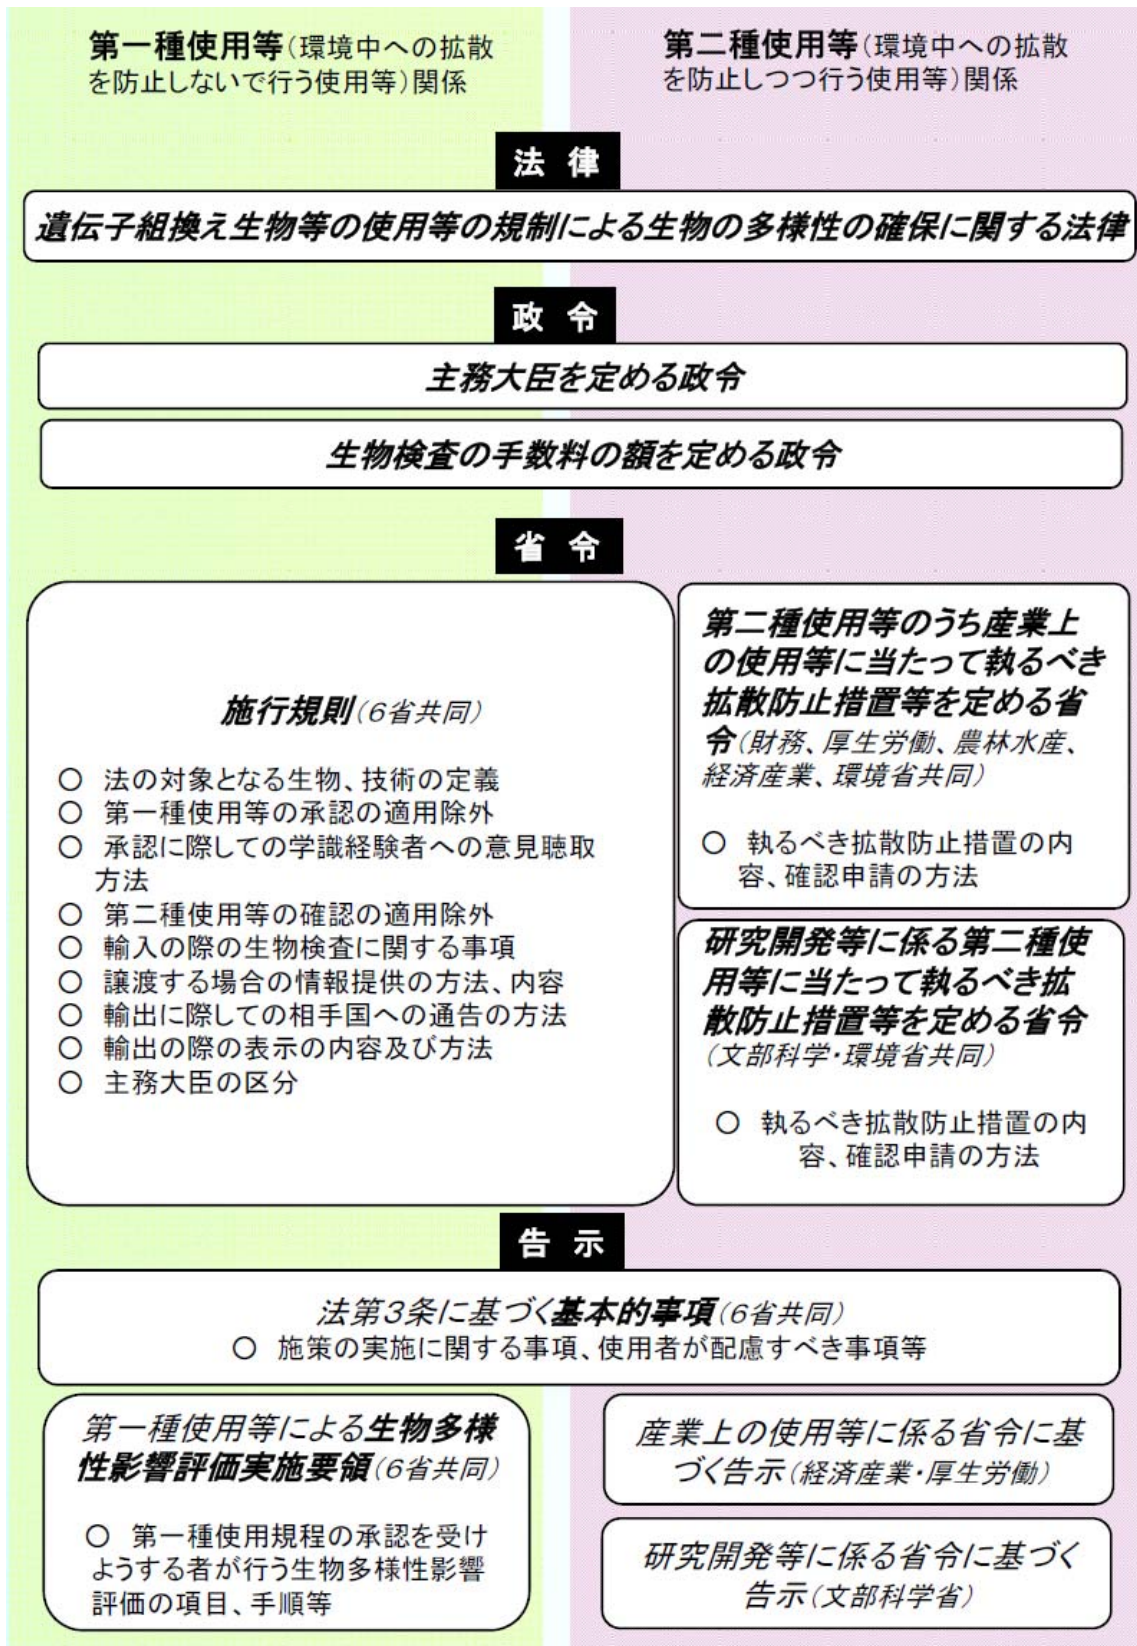 第一種使用等(環境中への拡散
を防止しないで行う使用等)関係
第二種使用等(環境中への拡散
を防止しつつ行う使用等)関係
法 律
遺伝子組換え生物等の使用等の規制による生物の多様性の確保に関する法律
政 令
主務大臣を定める政令
生物検査の手数料の額を定める政令
省 令
施行規則(6省共同)
○ 法の対象となる生物、技術の定義
○ 第一種使用等の承認の適用除外
○ 承認に際しての学識経験者への意見聴取
方法
○ 第二種使用等の確認の適用除外
○ 輸入の際の生物検査に関する事項
○ 譲渡する場合の情報提供の方法、内容
○ 輸出に際しての相手国への通告の方法
○ 輸出の際の表示の内容及び方法
○ 主務大臣の区分
第二種使用等のうち産業上
の使用等に当たって執るべき
拡散防止措置等を定める省
令(財務、厚生労働、農林水産、
経済産業、環境省共同)
○ 執るべき拡散防止措置の内
容、確認申請の方法
研究開発等に係る第二種使
用等に当たって執るべき拡
散防止措置等を定める省令
(文部科学・環境省共同)
○ 執るべき拡散防止措置の内
容、確認申請の方法
告 示
法第3条に基づく基本的事項(6省共同)
○ 施策の実施に関する事項、使用者が配慮すべき事項等
第一種使用等による生物多様
性影響評価実施要領(6省共同)
○ 第一種使用規程の承認を受け
ようする者が行う生物多様性影響
評価の項目、手順等
産業上の使用等に係る省令に基
づく告示(経済産業・厚生労働)
研究開発等に係る省令に基づく
告示(文部科学省)